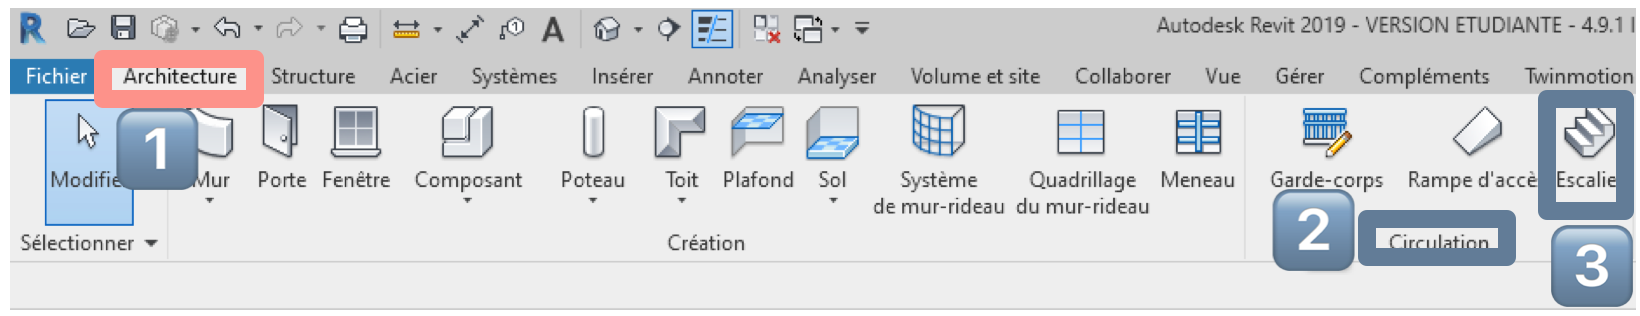 Autodesk Revit 2019 - VERSION ETUDIANTE - 4.9.1
Fichier Architecture Structure Acier Systèmes Insérer Annoter Analyser Volume et site Collaborer Vue Gérer Compléments Twinmotion
1
Modifie Mur Porte Fenêtre Composant Poteau Toit Plafond Sol Système Quadrillage Meneau Garde-corps Rampe d'accè Escalie
de mur-rideau du mur-rideau
2
Sélectionner Création Circulation
3